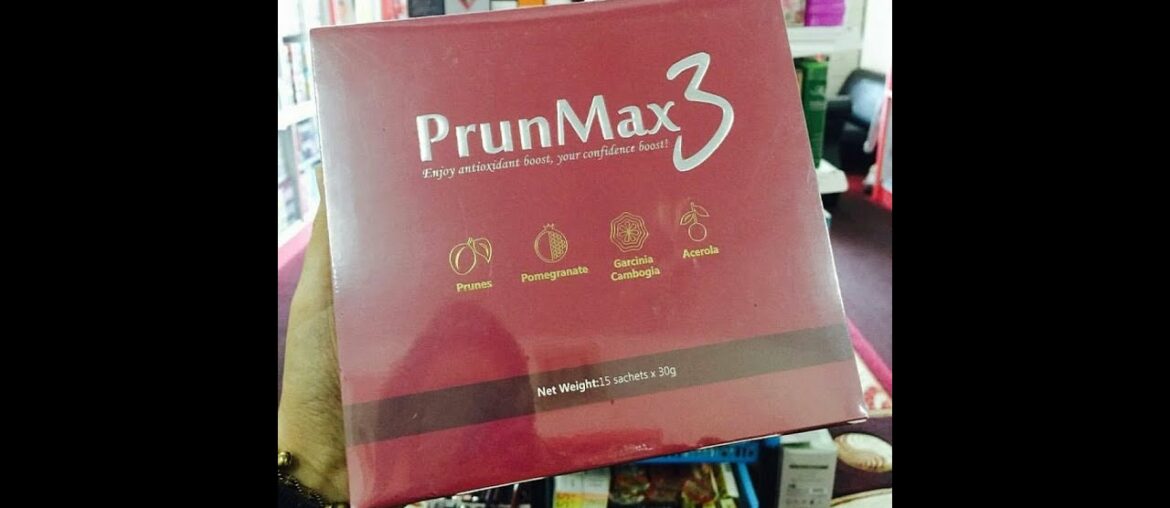 PrunMax3
Enjoy antioxidant boost, your confidence boost!
Prunes
Pomegranate
Garcinia
Cambogia
Acerola
Net Weight:15 sachets x 30g